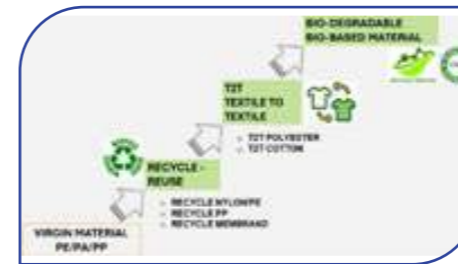 BIO-DEGRADABLE
BIO-BASED MATERIAL
T2T
TEXTILE TO
TEXTILE
T2T POLYESTER
T2T COTTON
RECYCLE -
REUSE
RECYCLE NYLON/PE
RECYCLE PP
RECYCLE MEMBRAND
VIRGIN MATERIAL
PE/PA/PP